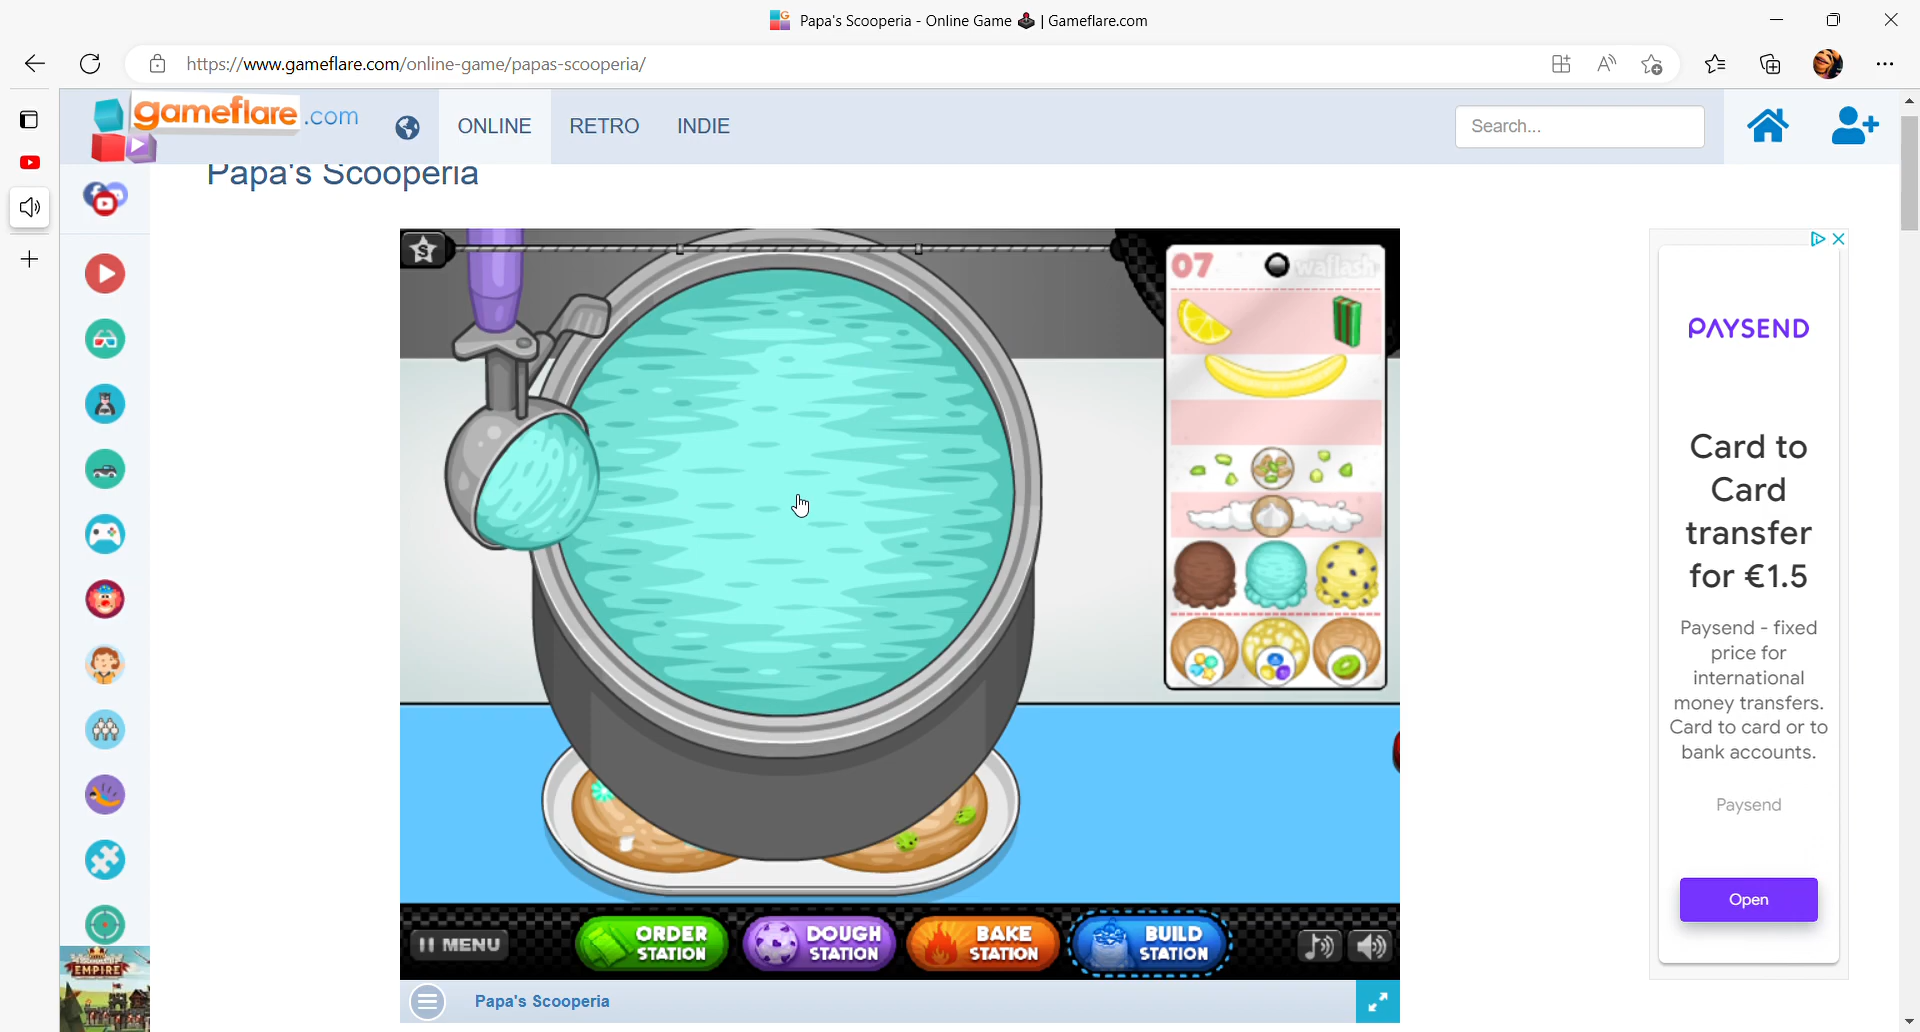 Papa's Scooperia - Online Game | Gameflare.com
https://www.gameflare.com/online-game/papas-scooperia/
gameflare.com
ONLINE
RETRO
INDIE
Search...
Papa's Scooperia
S
07
waflash
MENU
ORDER STATION
DOUGH STATION
BAKE STATION
BUILD STATION
Papa's Scooperia
EMPIRE
PAYSEND
Card to
Card
transfer
for €1.5
Paysend - fixed
price for
international
money transfers.
Card to card or to
bank accounts.
Paysend
Open